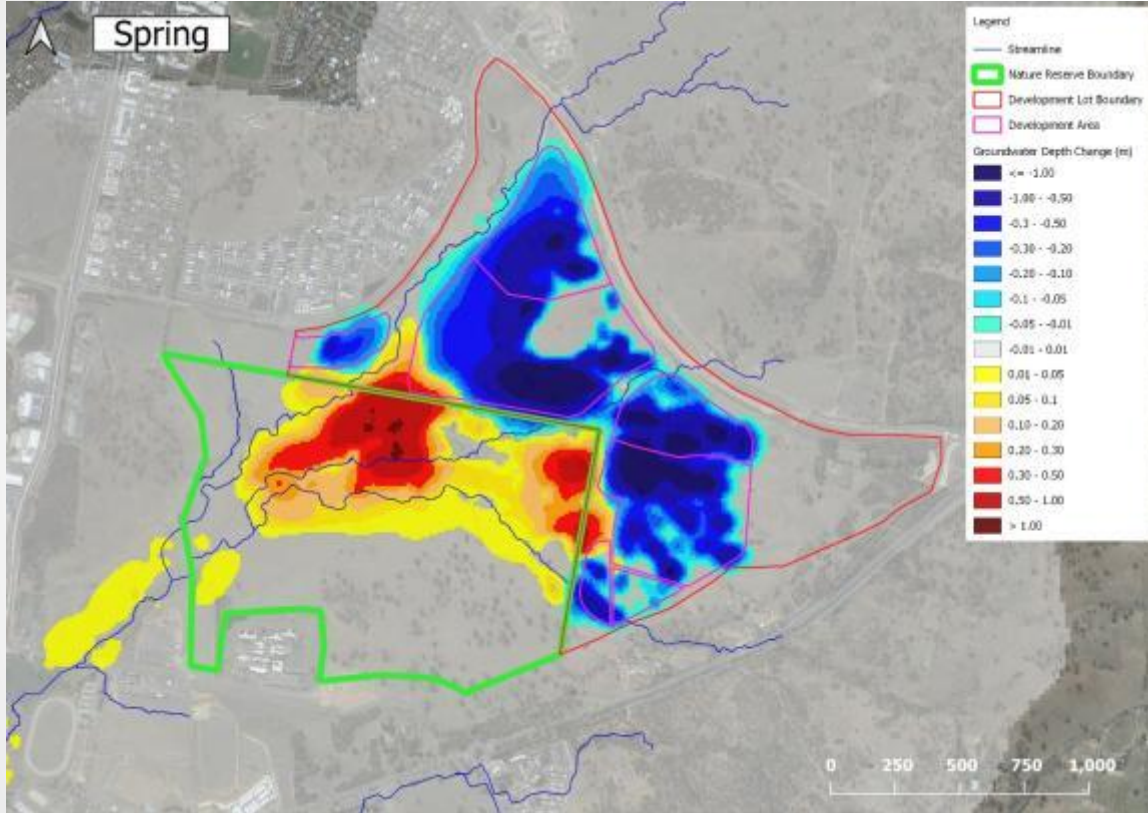 Spring
Legend
Streamline
Nature Reserve Boundary
Development Lot Boundary
Development Area
Groundwater Depth Change (m)
<= -1.00
-1.00 - -0.50
-0.3 - -0.50
-0.30 - -0.20
-0.20 - -0.10
-0.1 - -0.05
-0.05 - -0.01
-0.01 - 0.01
0.01 - 0.05
0.05 - 0.1
0.10 - 0.20
0.20 - 0.30
0.30 - 0.50
0.50 - 1.00
> 1.00
0 250 500 750 1,000